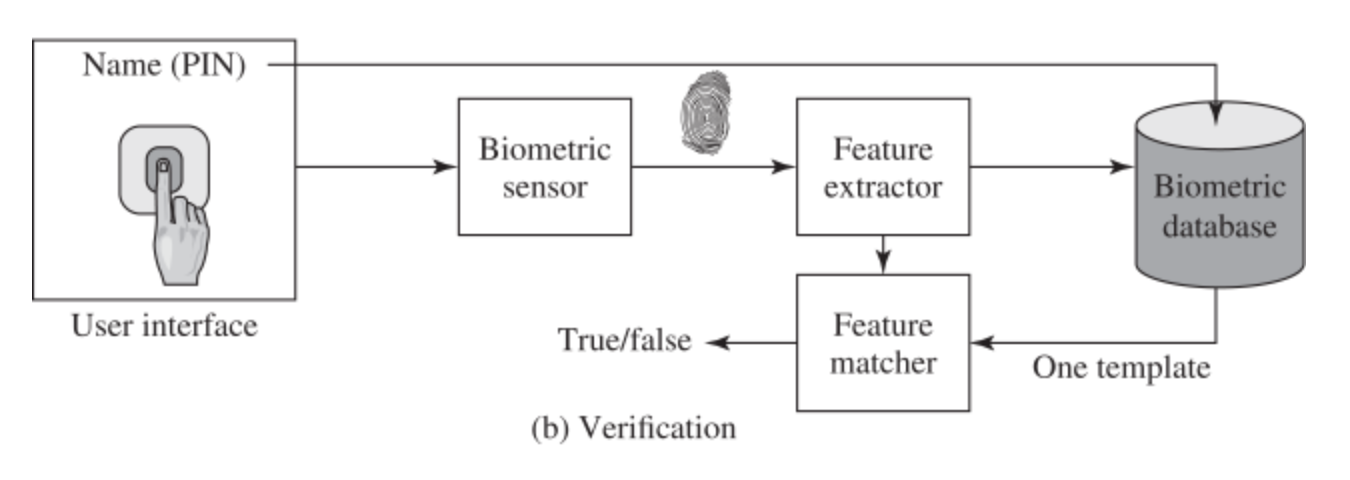 Name (PIN)
Biometric
sensor
Feature
extractor
Biometric
database
User interface
True/false
Feature
matcher
One template
(b) Verification